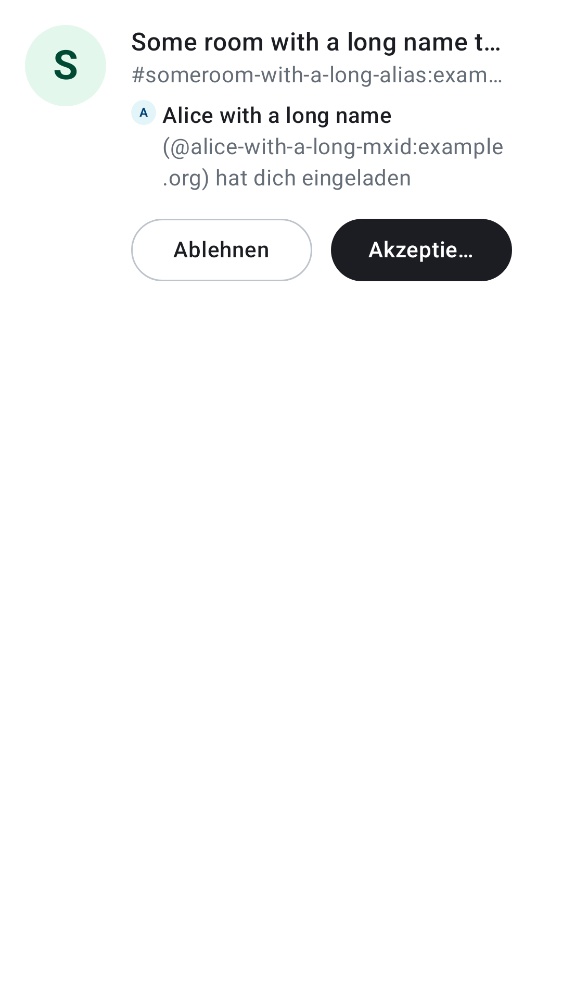 S
Some room with a long name t…
#someroom-with-a-long-alias:exam…
A
Alice with a long name
(@alice-with-a-long-mxid:example
.org) hat dich eingeladen
Ablehnen
Akzeptie…